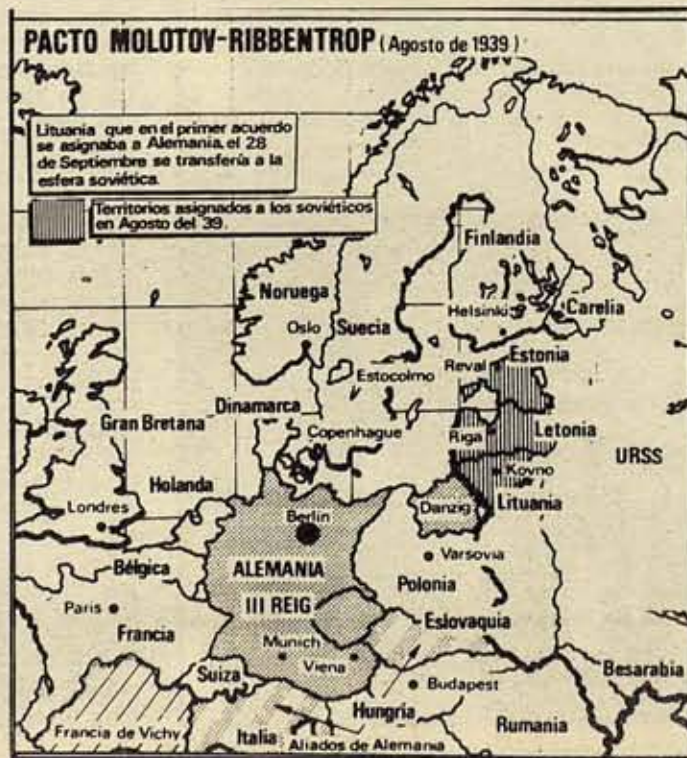 PACTO MOLOTOV-RIBBENTROP (Agosto de 1939)
Lituania que en el primer acuerdo
se asignaba a Alemania, el 28
de Septiembre se transfería a la
esfera soviética.
Territorios asignados a los soviéticos
en Agosto del 39.
Finlandia
Noruega
Carelia
Helsinki
Oslo
Suecia
Estonia
Reval
Estocolmo
Dinamarca
Gran Bretana
Letonia
Copenhague
Riga
URSS
Kovno
Holanda
Lituania
Londres
Danzig
Berlin
Varsovia
Bélgica
ALEMANIA
Polonia
III REIG
Paris
Eslovaquia
Francia
Munich
Viena
Suiza
Besarabia
Budapest
Hungría
Francia de Vichy
Italia
Rumania
Aliados de Alemania